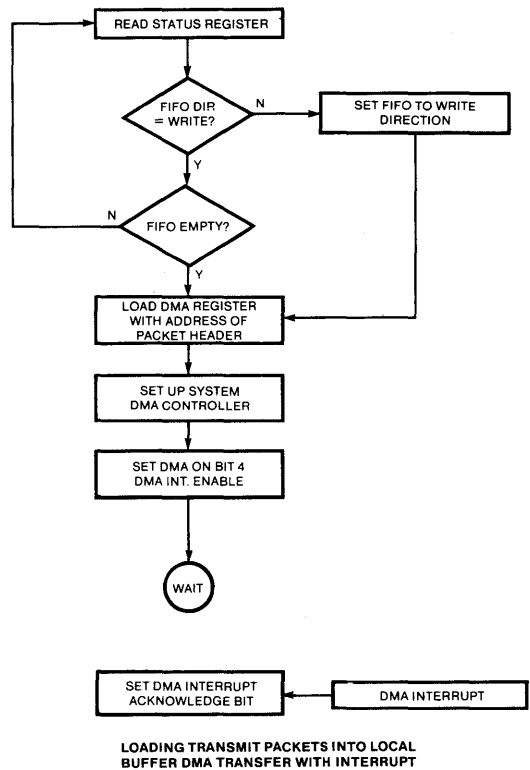 READ STATUS REGISTER
FIFO DIR
= WRITE?
N
SET FIFO TO WRITE
DIRECTION
Y
N
FIFO EMPTY?
Y
LOAD DMA REGISTER
WITH ADDRESS OF
PACKET HEADER
SET UP SYSTEM
DMA CONTROLLER
SET DMA ON BIT 4
DMA INT. ENABLE
WAIT
SET DMA INTERRUPT
ACKNOWLEDGE BIT
DMA INTERRUPT
LOADING TRANSMIT PACKETS INTO LOCAL
BUFFER DMA TRANSFER WITH INTERRUPT